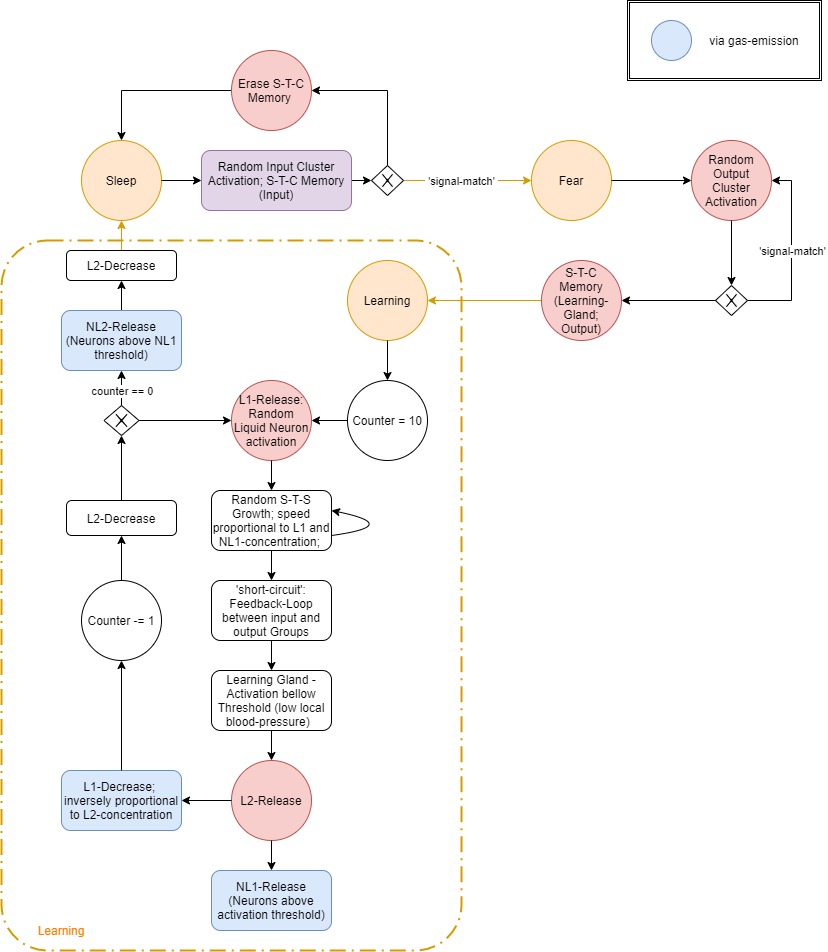 via gas-emission
Erase S-T-C
Memory
Sleep
Random Input Cluster
Activation; S-T-C Memory
(Input)
X
'signal-match'
Fear
Random
Output
Cluster
Activation
'signal-match'
X
S-T-C
Memory
(Learning-
Gland;
Output)
Learning
L2-Decrease
NL2-Release
(Neurons above NL1
threshold)
counter == 0
X
L1-Release:
Random
Liquid Neuron
activation
Counter = 10
Random S-T-S
Growth; speed
proportional to L1 and
NL1-concentration;
L2-Decrease
'short-circuit':
Feedback-Loop
between input and
output Groups
Counter -= 1
Learning Gland -
Activation bellow
Threshold (low local
blood-pressure)
L1-Decrease;
inversely proportional
to L2-concentration
L2-Release
NL1-Release
(Neurons above
activation threshold)
Learning